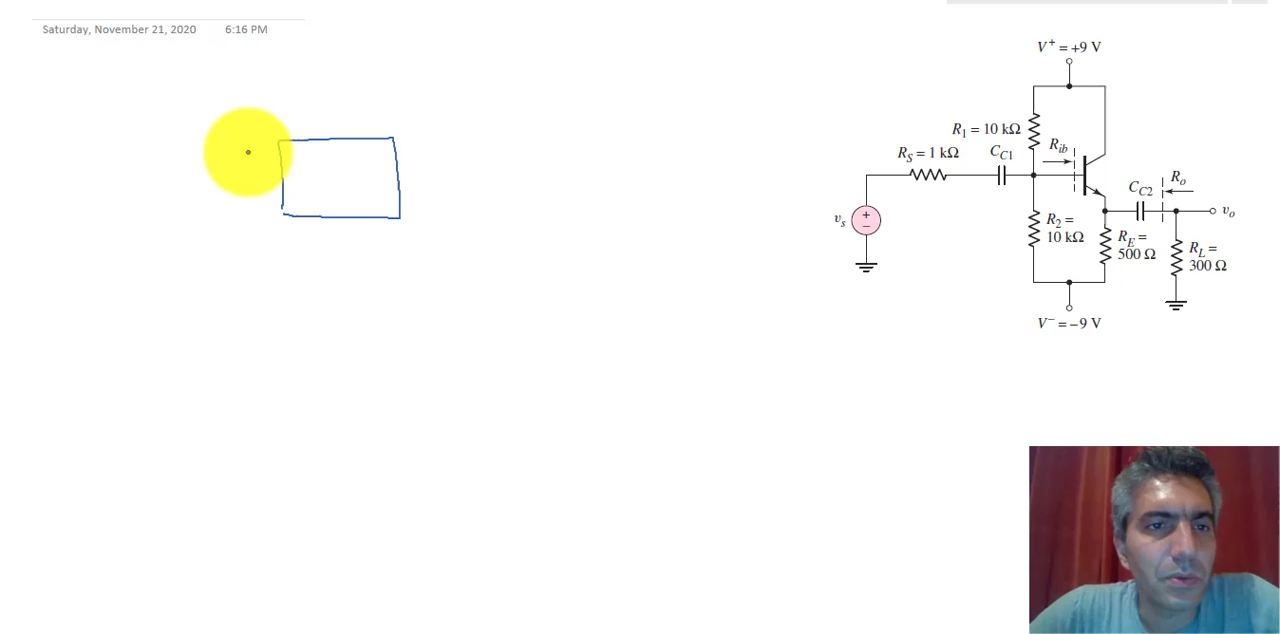 Saturday, November 21, 2020 6:16 PM
V⁺ = +9 V
R₁ = 10 kΩ
R_S = 1 kΩ
C_C1
R_ib
C_C2
R_o
v_s
+
−
R₂ =
10 kΩ
R_E =
500 Ω
v_o
R_L =
300 Ω
V⁻ = −9 V